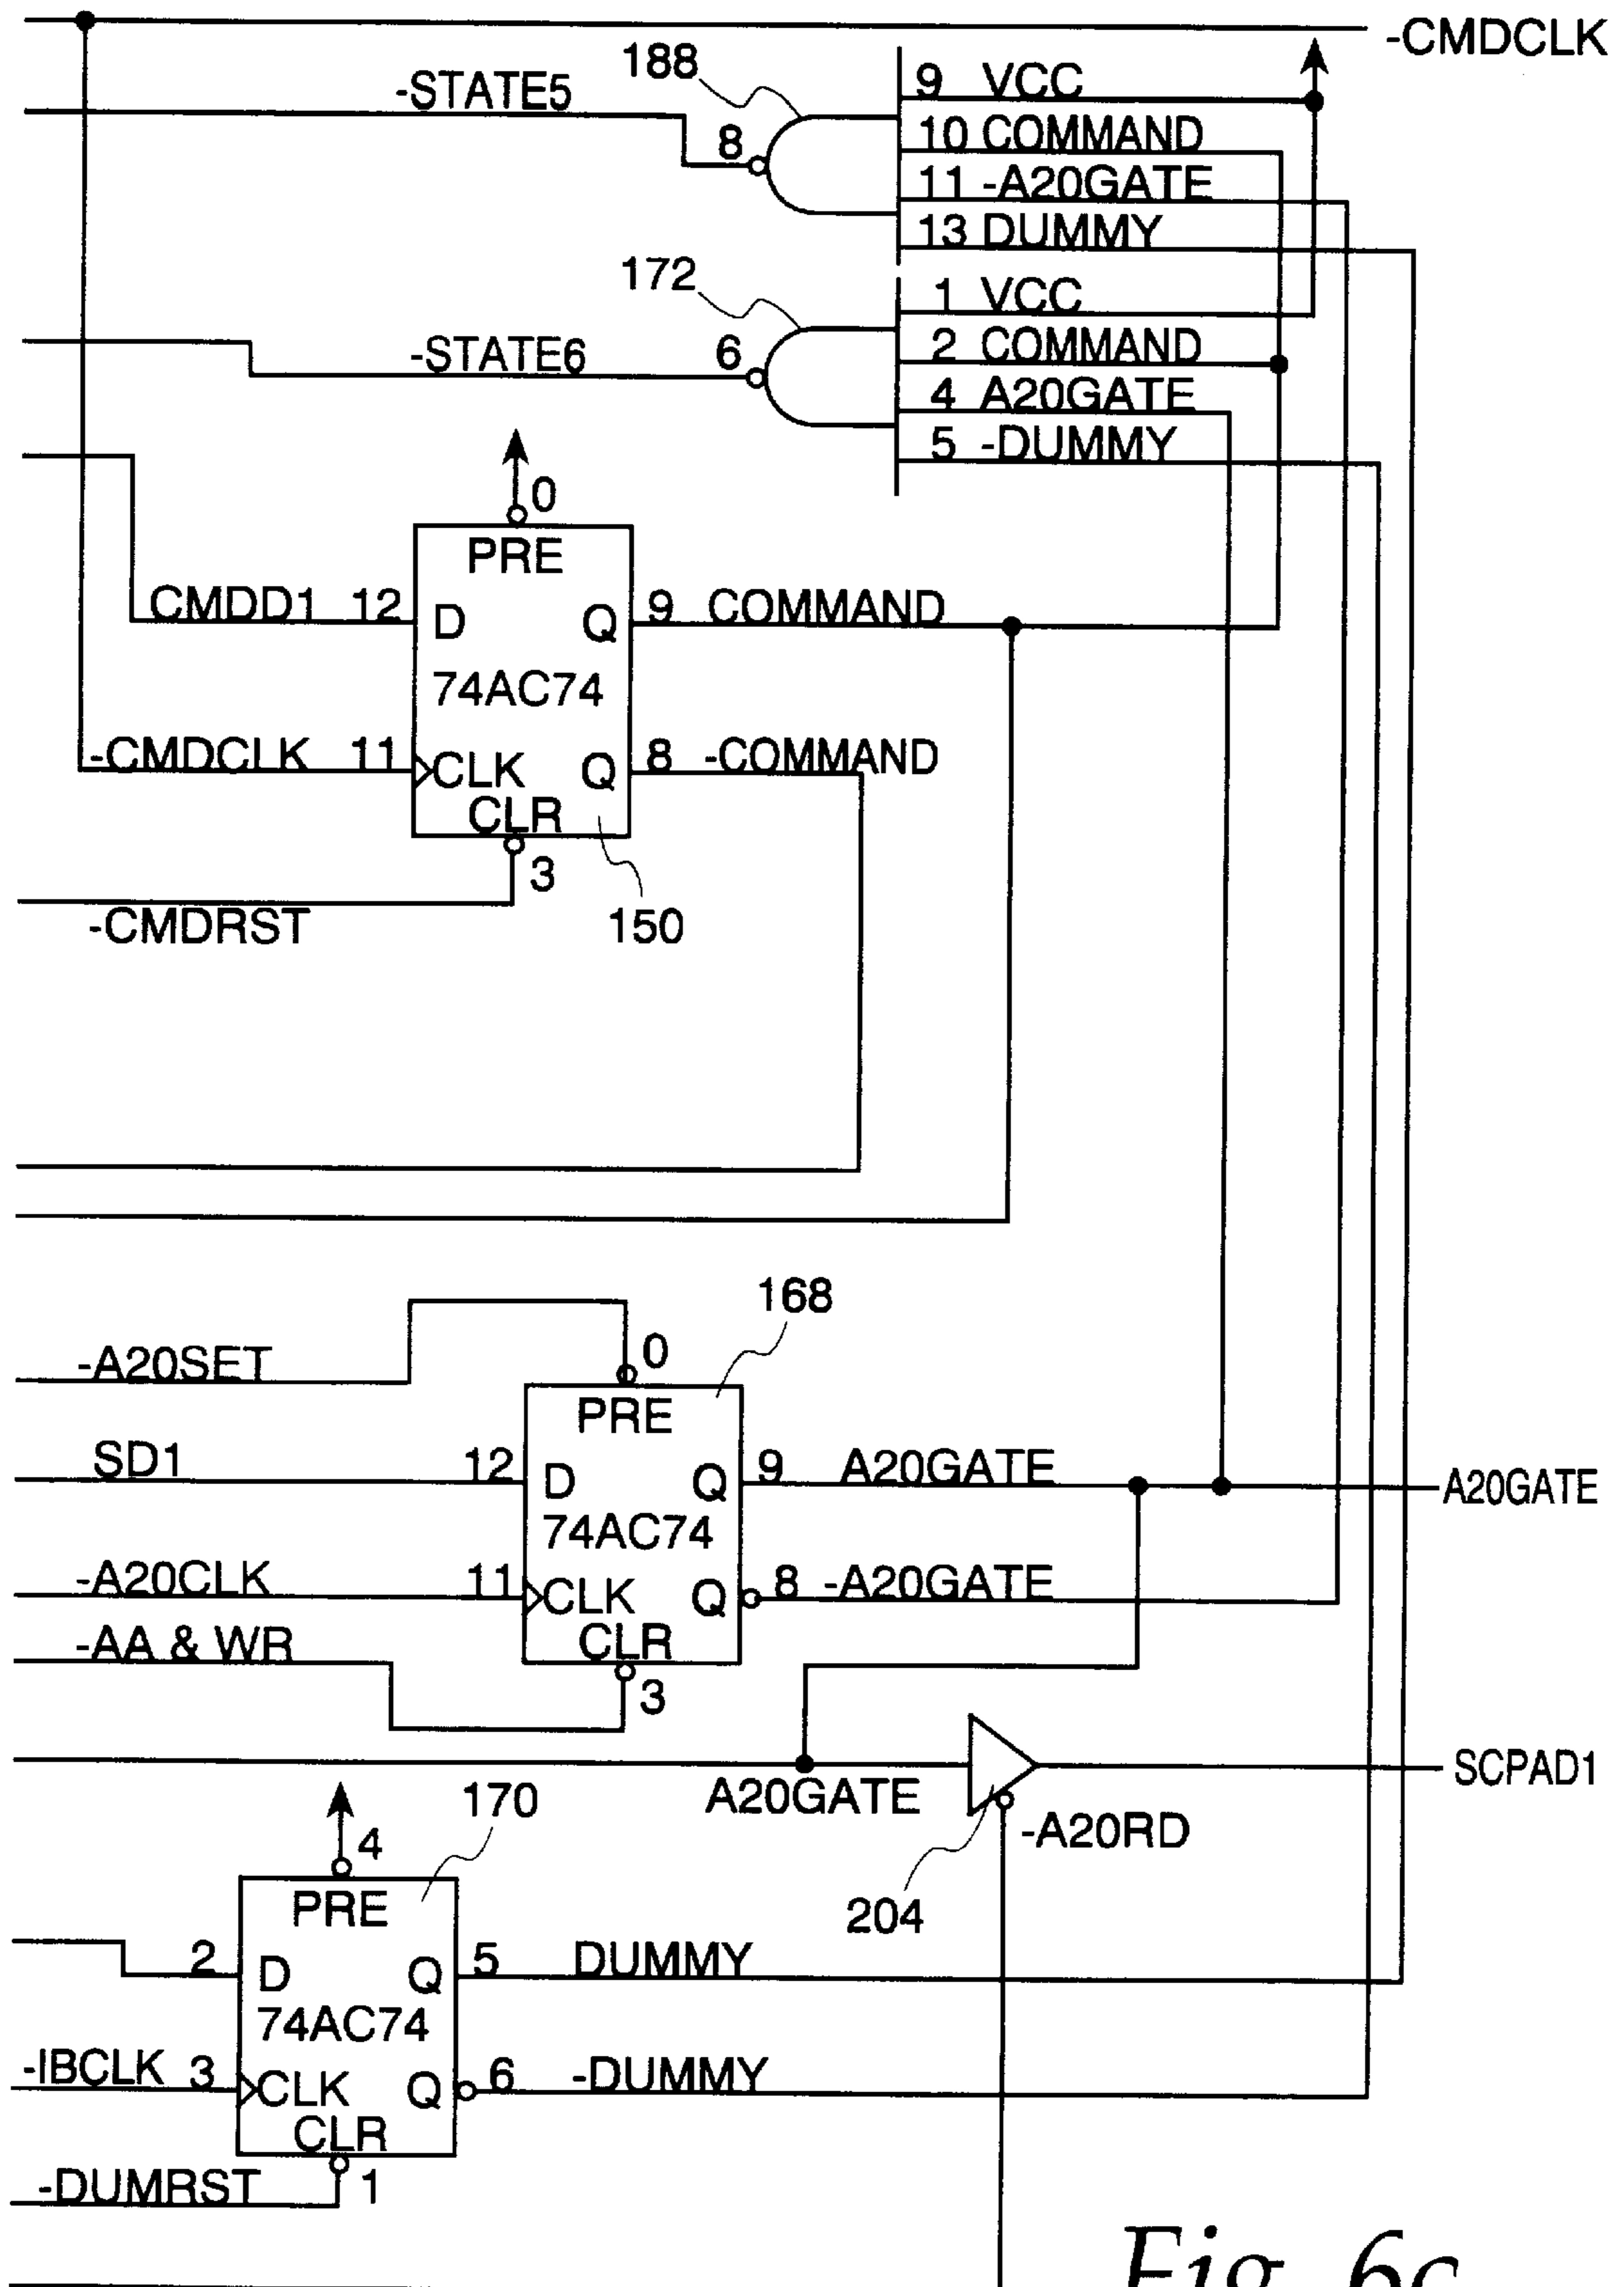 -CMDCLK
188
9 VCC
-STATE5
8
10 COMMAND
11 -A20GATE
13 DUMMY
172
1 VCC
-STATE6
6
2 COMMAND
4 A20GATE
5 -DUMMY
0
PRE
CMDD1 12
D
Q
9 COMMAND
74AC74
-CMDCLK 11
CLK
Q
8 -COMMAND
CLR
3
-CMDRST
150
168
-A20SET
0
PRE
SD1
12
D
Q
9 A20GATE
A20GATE
74AC74
-A20CLK
11
CLK
Q
8 -A20GATE
-AA & WR
CLR
3
SCPAD1
A20GATE
170
-A20RD
4
204
PRE
2
D
Q
5 DUMMY
74AC74
-IBCLK 3
CLK
Q
6 -DUMMY
CLR
-DUMRST
1
Fig. 6c